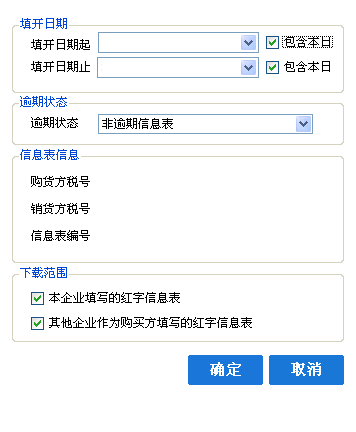 填开日期
填开日期起 包含本日
填开日期止 包含本日
逾期状态
逾期状态 非逾期信息表
信息表信息
购货方税号
销货方税号
信息表编号
下载范围
本企业填写的红字信息表
其他企业作为购买方填写的红字信息表
确定 取消